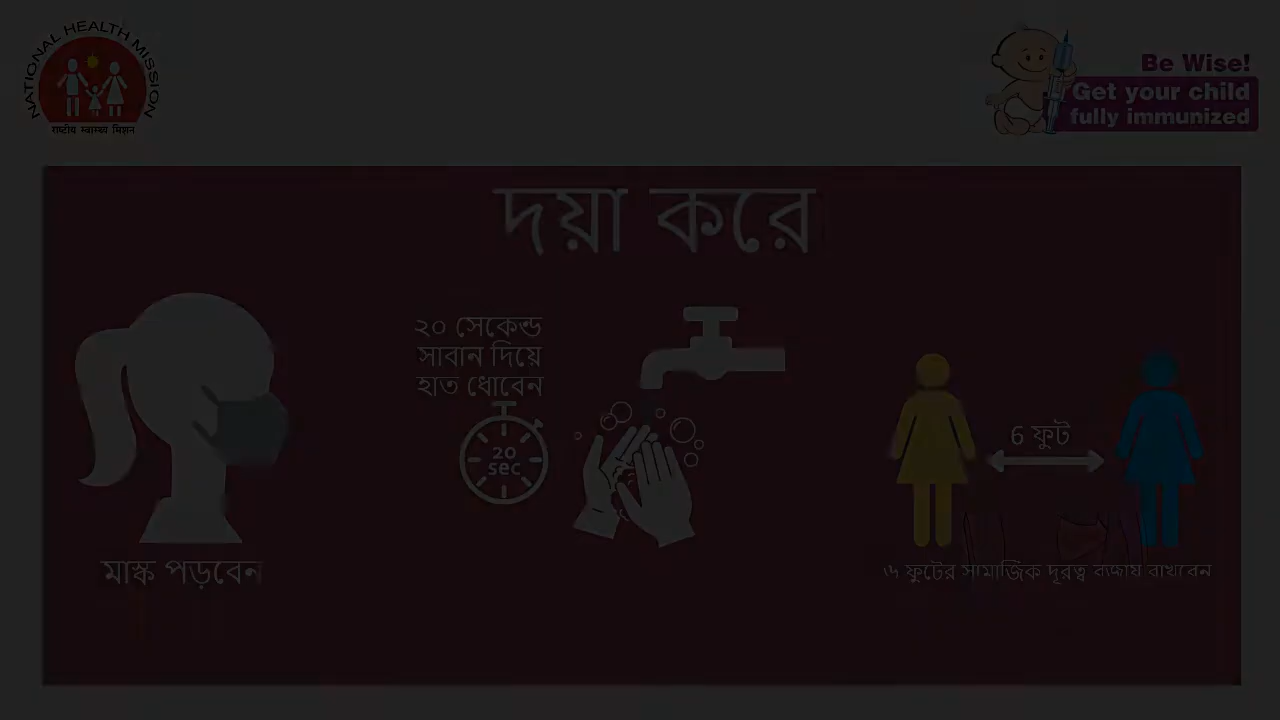 NATIONAL HEALTH MISSION
राष्ट्रीय स्वास्थ्य मिशन
Be Wise!
Get your child
fully immunized
দয়া করে
২০ সেকেন্ড
সাবান দিয়ে
হাত ধোবেন
20
sec
6 ফুট
মাস্ক পড়বেন
৬ ফুটের সামাজিক দূরত্ব বজায় রাখবেন